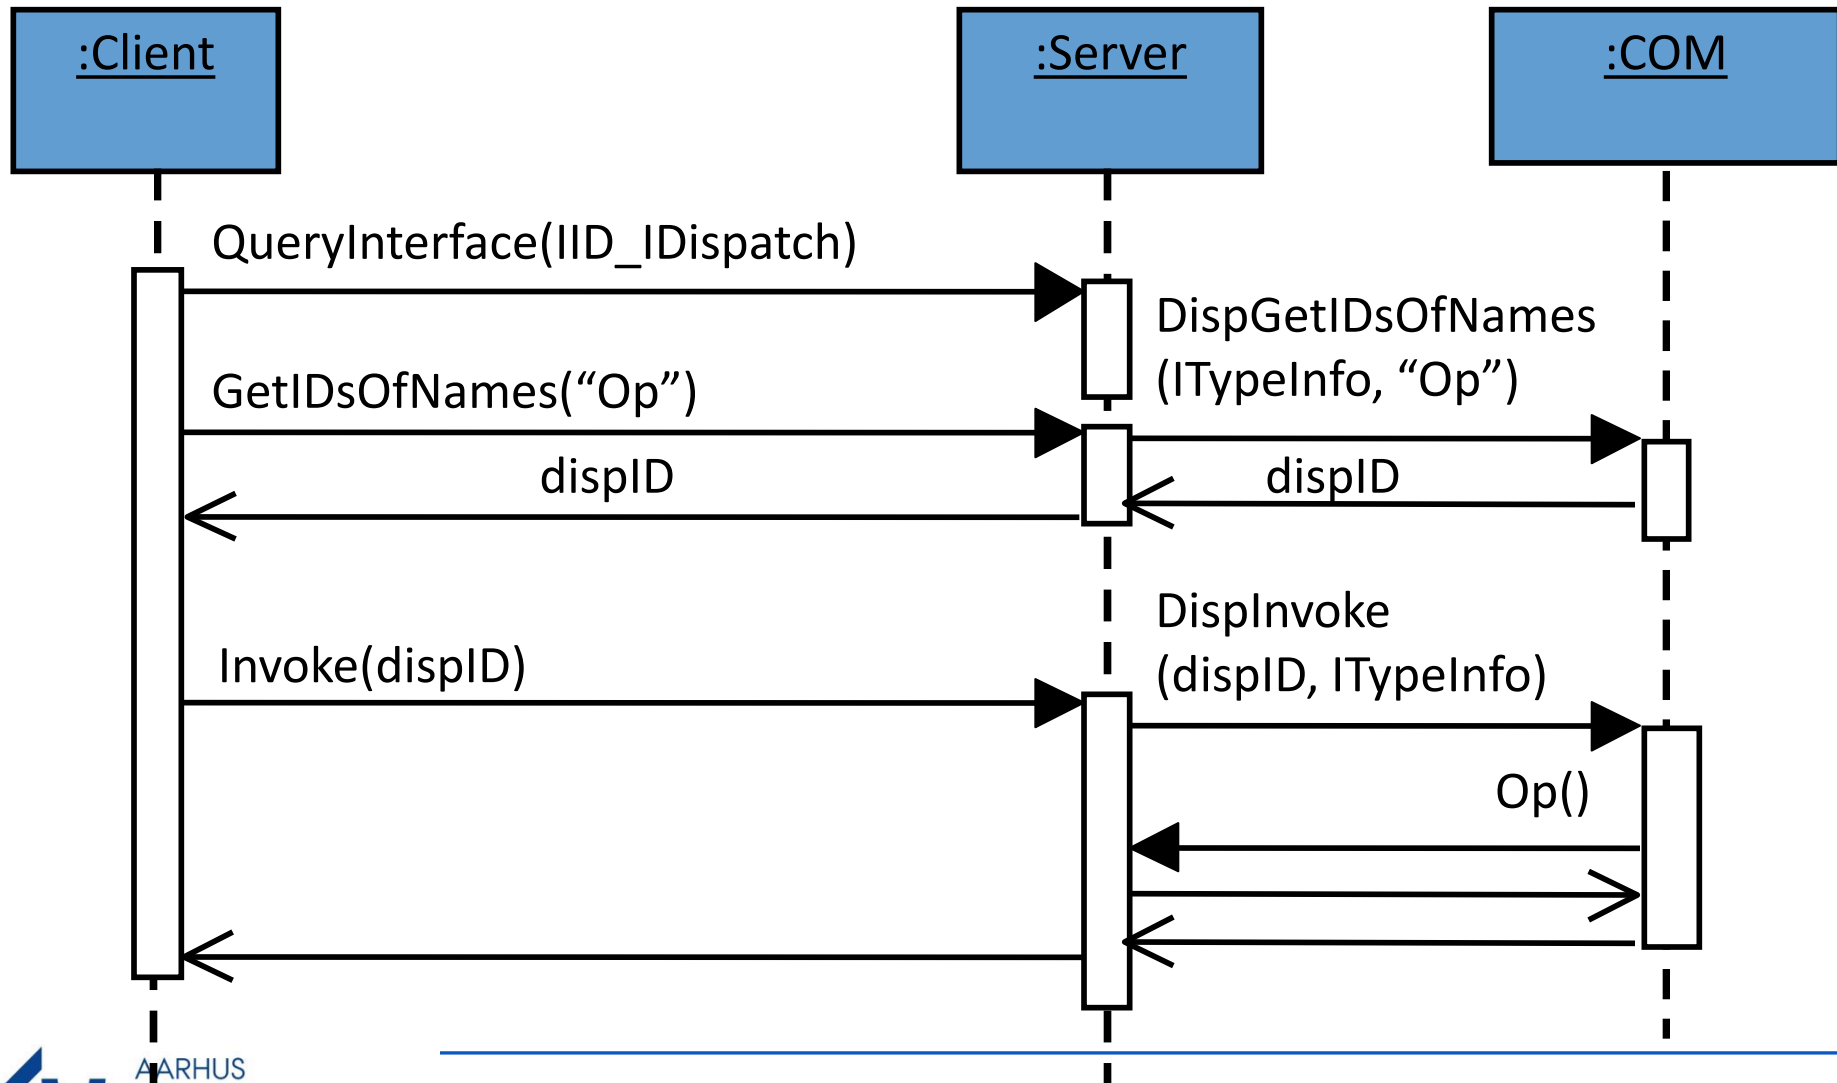 :Client
:Server
:COM
QueryInterface(IID_IDispatch)
DispGetIDsOfNames
(ITypeInfo, “Op”)
GetIDsOfNames(“Op”)
dispID
dispID
DispInvoke
(dispID, ITypeInfo)
Invoke(dispID)
Op()
AARHUS